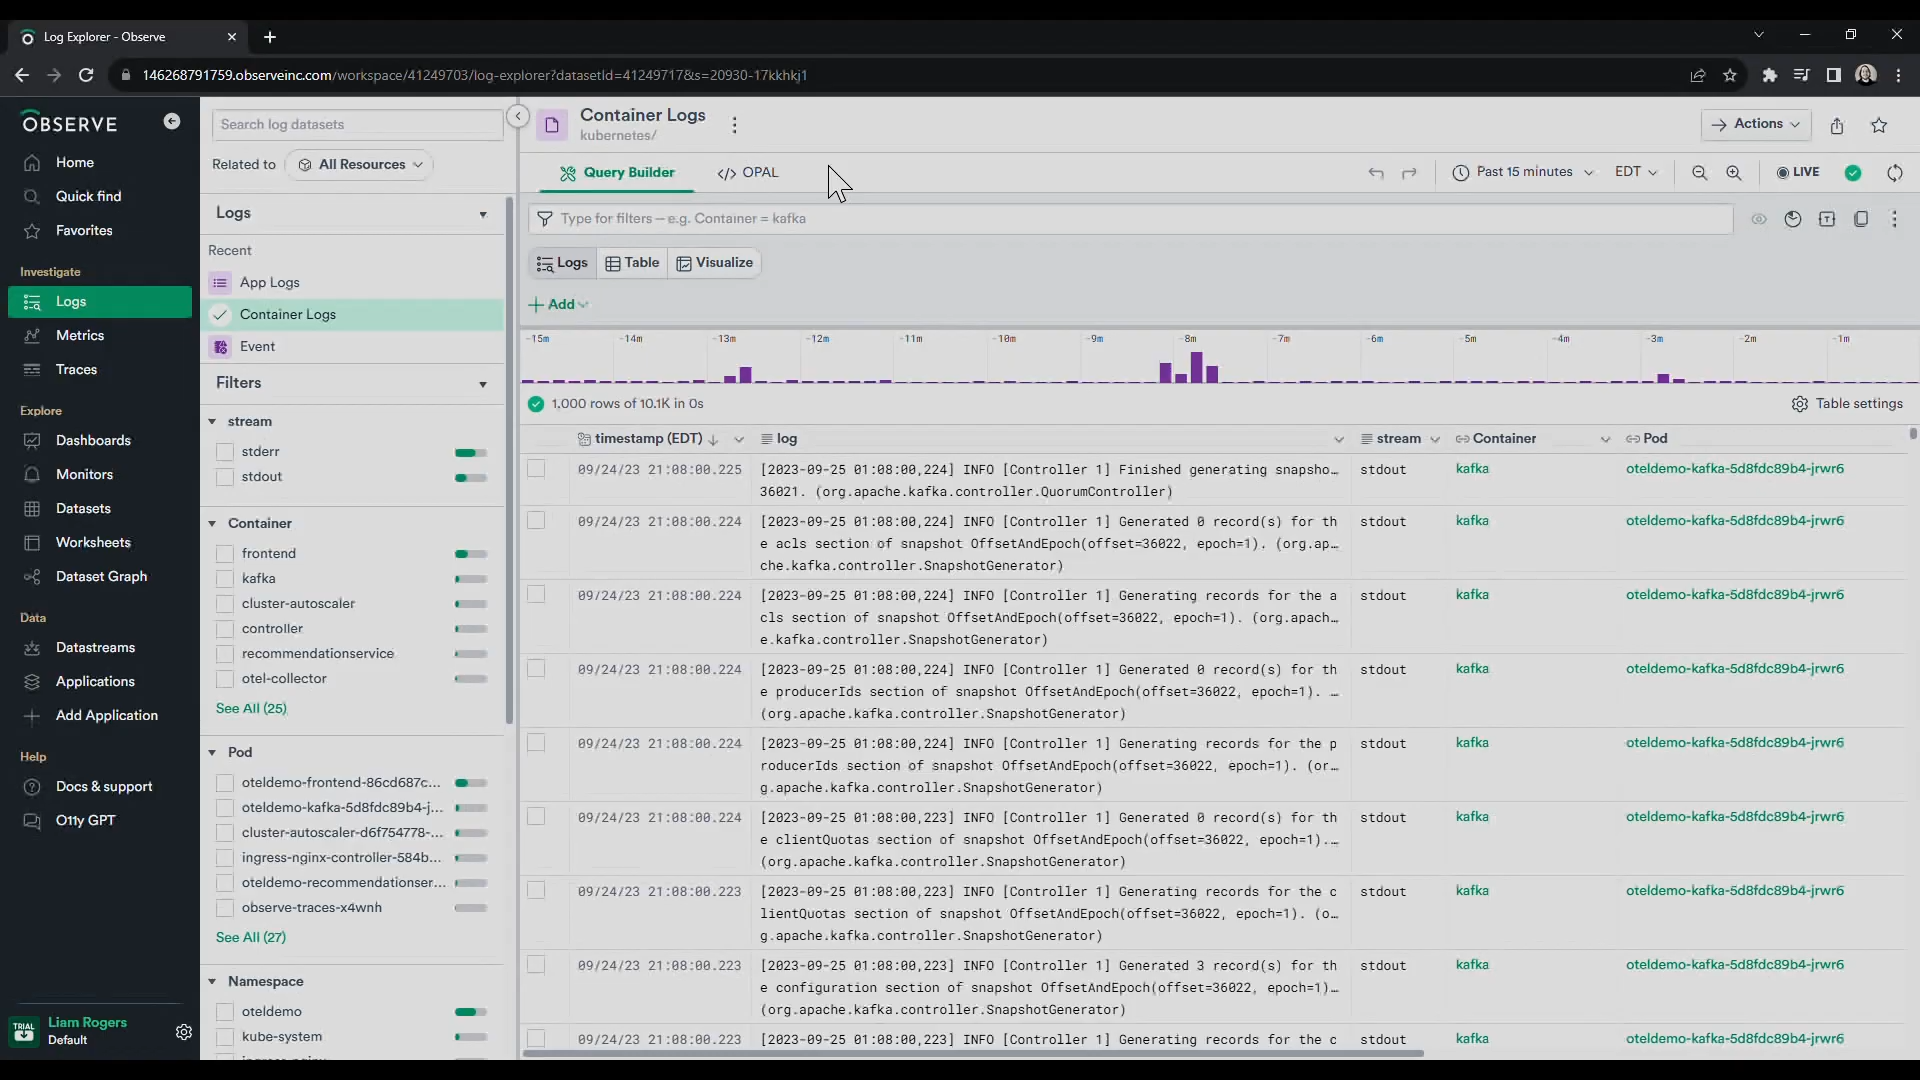 Log Explorer - Observe
146268791759.observeinc.com/workspace/41249703/log-explorer?datasetId=41249717&s=20930-17kkhkj1
OBSERVE
Home
Quick find
Favorites
Investigate
Logs
Metrics
Traces
Explore
Dashboards
Monitors
Datasets
Worksheets
Dataset Graph
Data
Datastreams
Applications
Add Application
Help
Docs & support
O11y GPT
TRIAL
Liam Rogers
Default
Search log datasets
Related to All Resources
Logs
Recent
App Logs
Container Logs
Event
Filters
stream
stderr
stdout
Container
frontend
kafka
cluster-autoscaler
controller
recommendationservice
otel-collector
See All (25)
Pod
oteldemo-frontend-86cd687c...
oteldemo-kafka-5d8fdc89b4-j...
cluster-autoscaler-d6f754778-...
ingress-nginx-controller-584b...
oteldemo-recommendationser...
observe-traces-x4wnh
See All (27)
Namespace
oteldemo
kube-system
Container Logs
kubernetes/
Actions
Query Builder </> OPAL
Past 15 minutes EDT LIVE
Type for filters – e.g. Container = kafka
Logs Table Visualize
+ Add
-15m -14m -13m -12m -11m -10m -9m -8m -7m -6m -5m -4m -3m -2m -1m
1,000 rows of 10.1K in 0s Table settings
timestamp (EDT) log stream Container Pod
09/24/23 21:08:00.225 [2023-09-25 01:08:00,224] INFO [Controller 1] Finished generating snapsho… stdout kafka oteldemo-kafka-5d8fdc89b4-jrwr6
36021. (org.apache.kafka.controller.QuorumController)
09/24/23 21:08:00.224 [2023-09-25 01:08:00,224] INFO [Controller 1] Generated 0 record(s) for th stdout kafka oteldemo-kafka-5d8fdc89b4-jrwr6
e acls section of snapshot OffsetAndEpoch(offset=36022, epoch=1). (org.ap…
che.kafka.controller.SnapshotGenerator)
09/24/23 21:08:00.224 [2023-09-25 01:08:00,224] INFO [Controller 1] Generating records for the a stdout kafka oteldemo-kafka-5d8fdc89b4-jrwr6
cls section of snapshot OffsetAndEpoch(offset=36022, epoch=1). (org.apach…
e.kafka.controller.SnapshotGenerator)
09/24/23 21:08:00.224 [2023-09-25 01:08:00,224] INFO [Controller 1] Generated 0 record(s) for th stdout kafka oteldemo-kafka-5d8fdc89b4-jrwr6
e producerIds section of snapshot OffsetAndEpoch(offset=36022, epoch=1). …
(org.apache.kafka.controller.SnapshotGenerator)
09/24/23 21:08:00.224 [2023-09-25 01:08:00,224] INFO [Controller 1] Generating records for the p stdout kafka oteldemo-kafka-5d8fdc89b4-jrwr6
roducerIds section of snapshot OffsetAndEpoch(offset=36022, epoch=1). (or…
g.apache.kafka.controller.SnapshotGenerator)
09/24/23 21:08:00.224 [2023-09-25 01:08:00,223] INFO [Controller 1] Generated 0 record(s) for th stdout kafka oteldemo-kafka-5d8fdc89b4-jrwr6
e clientQuotas section of snapshot OffsetAndEpoch(offset=36022, epoch=1).…
(org.apache.kafka.controller.SnapshotGenerator)
09/24/23 21:08:00.223 [2023-09-25 01:08:00,223] INFO [Controller 1] Generating records for the c stdout kafka oteldemo-kafka-5d8fdc89b4-jrwr6
lientQuotas section of snapshot OffsetAndEpoch(offset=36022, epoch=1). (o…
g.apache.kafka.controller.SnapshotGenerator)
09/24/23 21:08:00.223 [2023-09-25 01:08:00,223] INFO [Controller 1] Generated 3 record(s) for th stdout kafka oteldemo-kafka-5d8fdc89b4-jrwr6
e configuration section of snapshot OffsetAndEpoch(offset=36022, epoch=1)…
(org.apache.kafka.controller.SnapshotGenerator)
09/24/23 21:08:00.223 [2023-09-25 01:08:00,223] INFO [Controller 1] Generating records for the c stdout kafka oteldemo-kafka-5d8fdc89b4-jrwr6